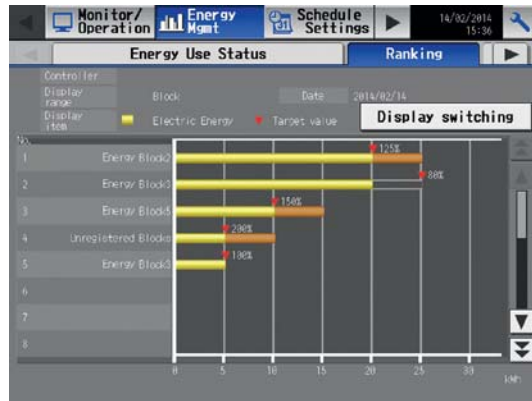 Monitor/ Operation
Energy Mgmt
Schedule Settings
14/02/2014 15:36
Energy Use Status
Ranking
Controller
Display range
Block
Date
2014/02/14
Display item
Electric Energy
Target value
Display switching
No.
1 Energy Block2 125%
2 80%
3 Energy Block5 150%
4 Unregistered Blocks 200%
5 Energy Block3 100%
6
7
8
0 5 10 15 20 25 30
kWh